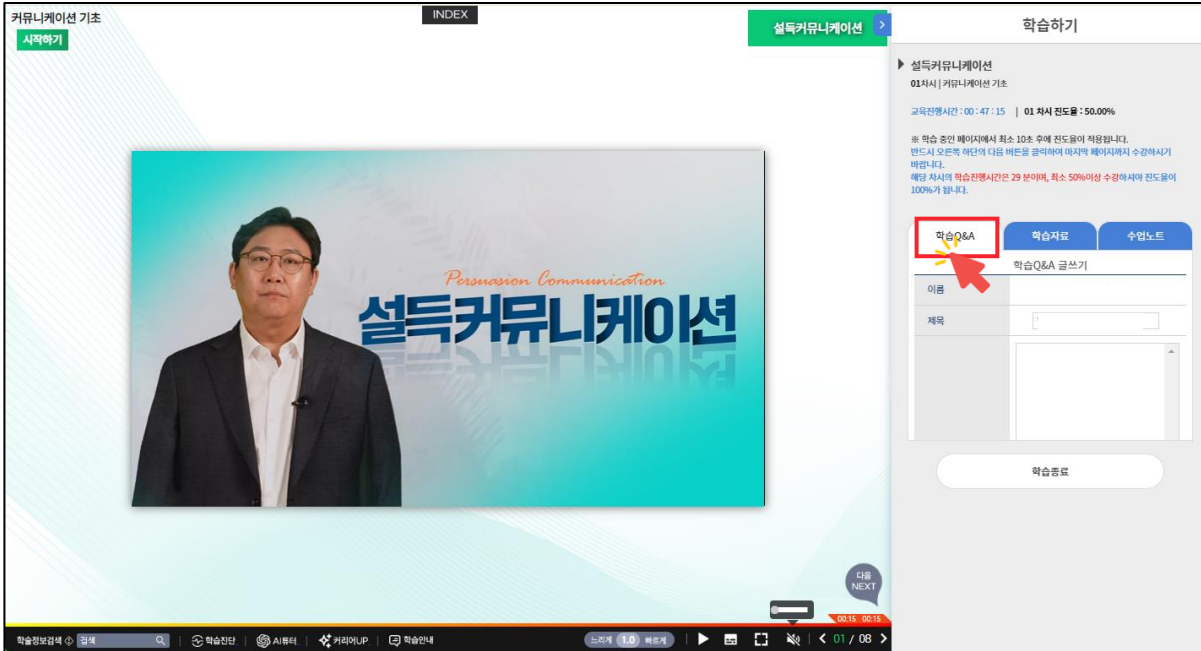 커뮤니케이션 기초
시작하기
INDEX
설득커뮤니케이션
Persuasion Communication
설득커뮤니케이션
다음
NEXT
00:15 00:15
학술정보검색 검색
학습진단
AI튜터
커리어UP
학습안내
느리게 1.0 빠르게
01 / 08
학습하기
설득커뮤니케이션
01차시 | 커뮤니케이션 기초
교육진행시간 : 00 : 47 : 15 | 01 차시 진도율 : 50.00%
※ 학습 중인 페이지에서 최소 10초 후에 진도율이 적용됩니다.
반드시 오른쪽 하단의 다음 버튼을 클릭하여 마지막 페이지까지 수강하시기
바랍니다.
해당 차시의 학습진행시간은 29 분이며, 최소 50%이상 수강하셔야 진도율이
100%가 됩니다.
학습Q&A
학습자료
수업노트
학습Q&A 글쓰기
이름
제목
학습종료